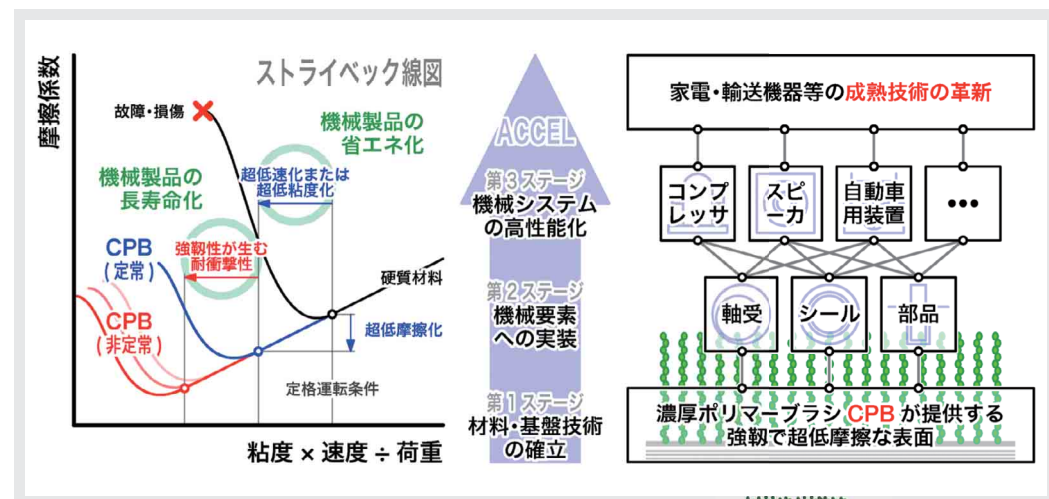 摩擦係数
ストライベック線図
故障・損傷
機械製品の
省エネ化
機械製品の
長寿命化
超低速化または
超低粘度化
CPB
(定常)
強靱性が生む
耐衝撃性
硬質材料
CPB
(非定常)
超低摩擦化
定格運転条件
粘度 × 速度 ÷ 荷重
ACCEL
第3ステージ
機械システム
の高性能化
第2ステージ
機械要素
への実装
第1ステージ
材料・基盤技術
の確立
家電・輸送機器等の成熟技術の革新
コンプ
レッサ
スピ
ーカ
自動車
用装置
•••
軸受
シール
部品
濃厚ポリマーブラシ CPB が提供する
強靱で超低摩擦な表面